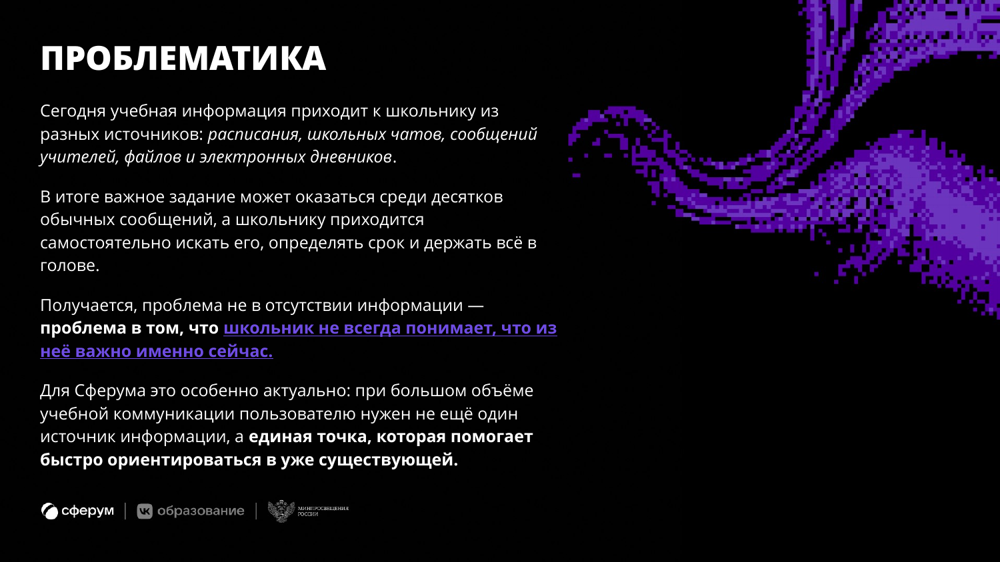 ПРОБЛЕМАТИКА
Сегодня учебная информация приходит к школьнику из
разных источников: расписания, школьных чатов, сообщений
учителей, файлов и электронных дневников.
В итоге важное задание может оказаться среди десятков
обычных сообщений, а школьнику приходится
самостоятельно искать его, определять срок и держать всё в
голове.
Получается, проблема не в отсутствии информации —
проблема в том, что школьник не всегда понимает, что из
неё важно именно сейчас.
Для Сферума это особенно актуально: при большом объёме
учебной коммуникации пользователю нужен не ещё один
источник информации, а единая точка, которая помогает
быстро ориентироваться в уже существующей.
сферум | VK образование | МИНПРОСВЕЩЕНИЯ
РОССИИ